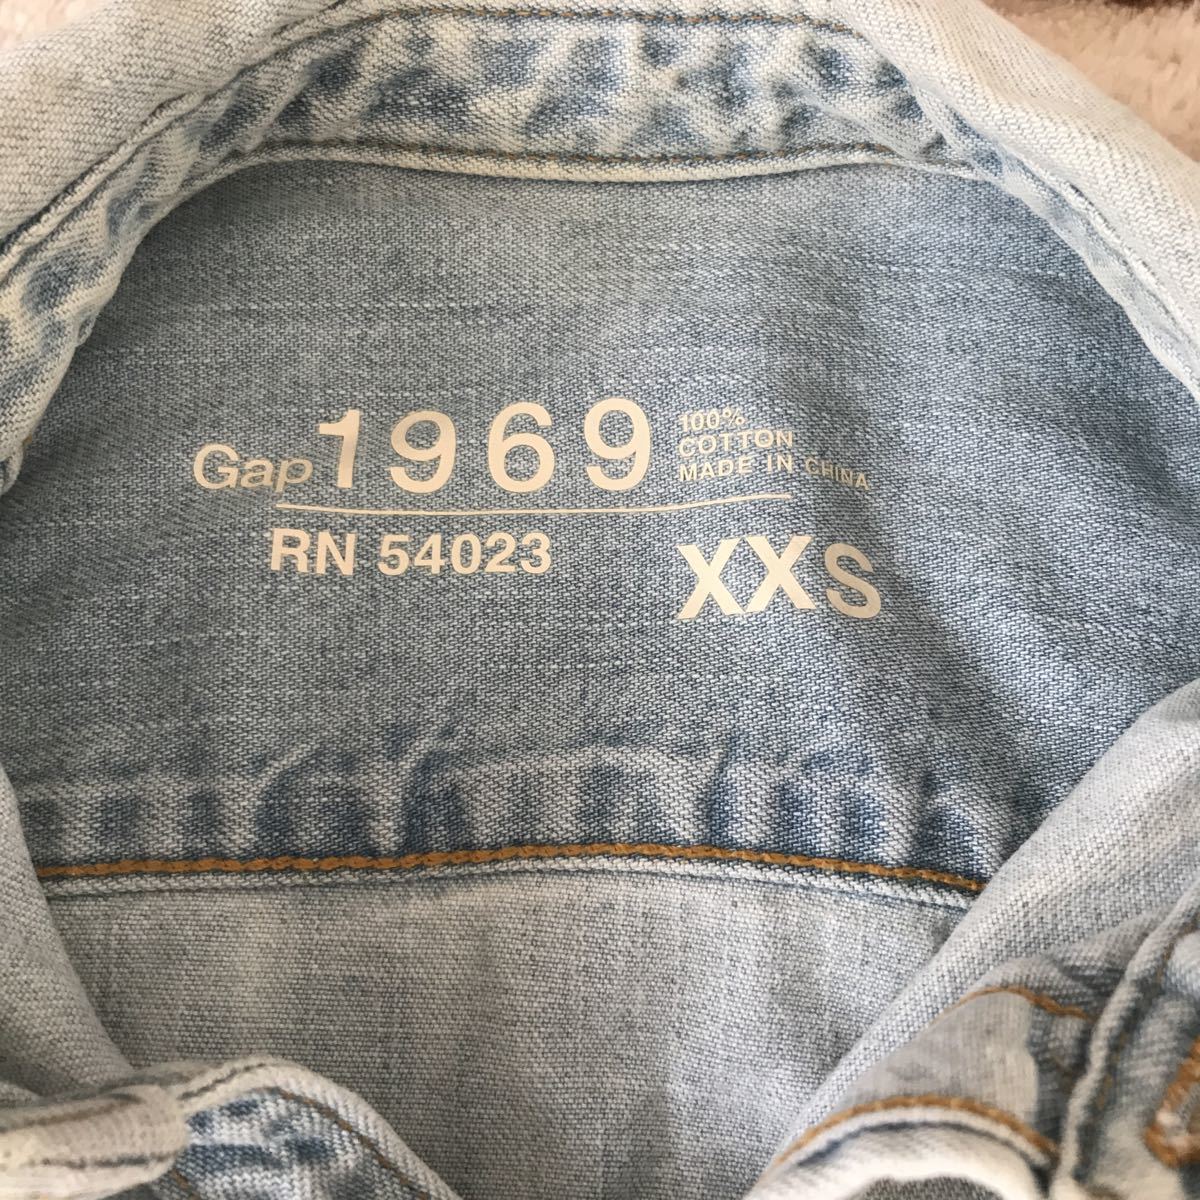 Gap 1969
100%
COTTON
MADE IN CHINA
RN 54023
XXS